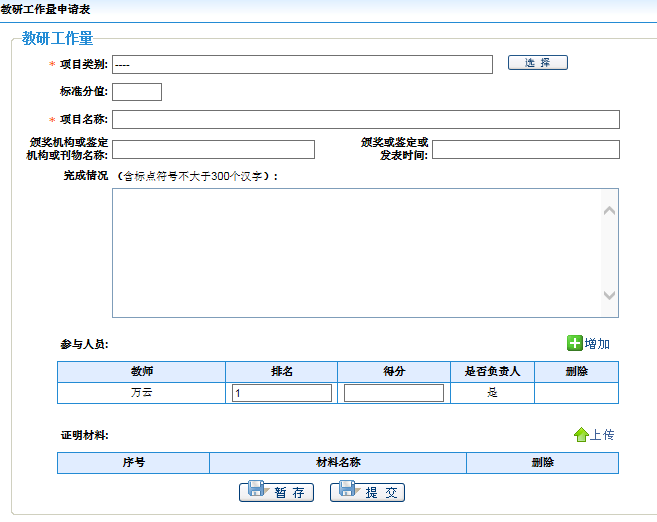 教研工作量申请表
教研工作量
* 项目类别: ---- 选 择
标准分值:
* 项目名称:
颁奖机构或鉴定 颁奖或鉴定或
机构或刊物名称: 发表时间:
完成情况 （含标点符号不大于300个汉字）:
参与人员: 增加
教师 排名 得分 是否负责人 删除
万云 1 是
证明材料: 上传
序号 材料名称 删除
暂 存 提 交